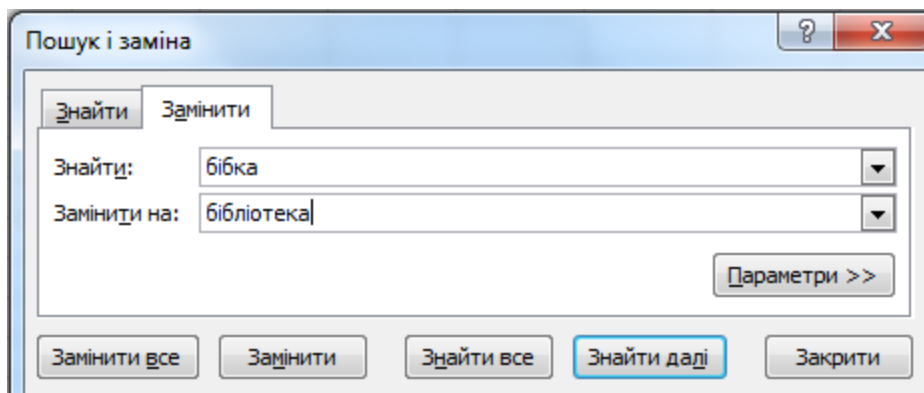 Пошук і заміна
Знайти Замінити
Знайти: бібка
Замінити на: бібліотека
Параметри >>
Замінити все Замінити Знайти все Знайти далі Закрити